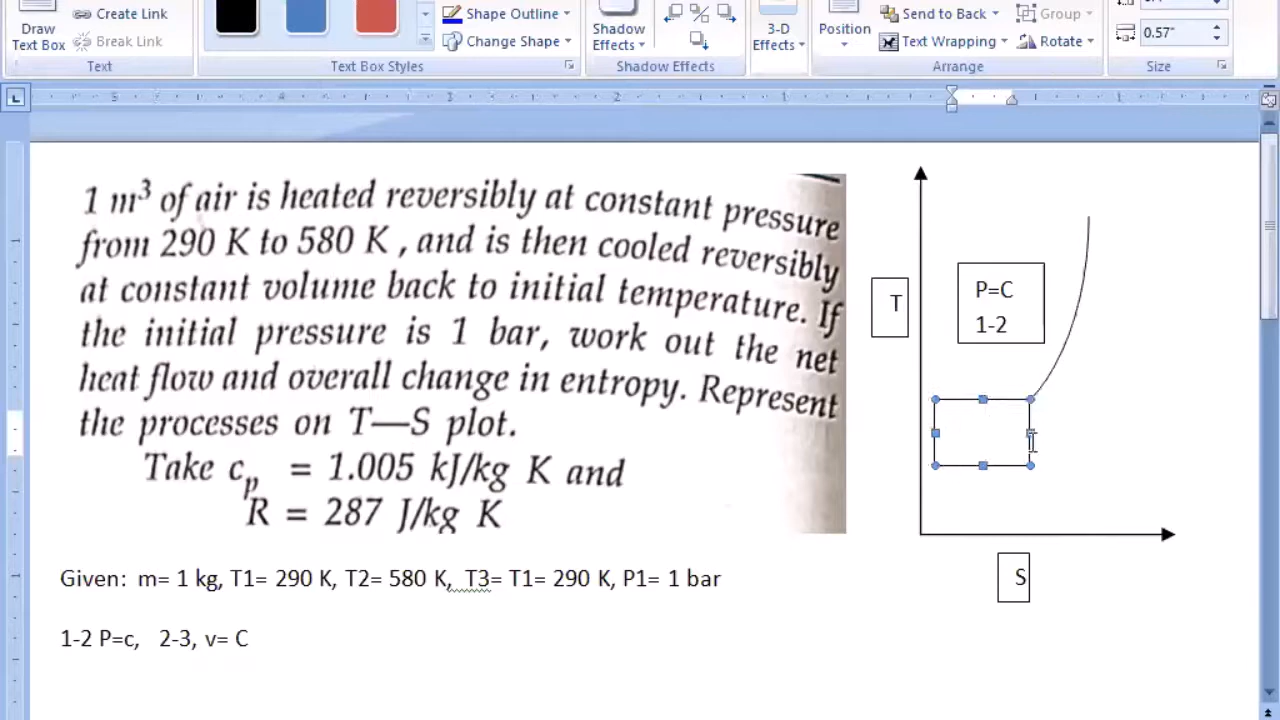 Create Link
Draw
Text Box
Break Link
Text
Shape Outline
Change Shape
Text Box Styles
Shadow
Effects
Shadow Effects
3-D
Effects
Position
Send to Back
Group
Text Wrapping
Rotate
Arrange
0.57"
Size
1 m³ of air is heated reversibly at constant pressure
from 290 K to 580 K , and is then cooled reversibly
at constant volume back to initial temperature. If
the initial pressure is 1 bar, work out the net
heat flow and overall change in entropy. Represent
the processes on T—S plot.
Take cp = 1.005 kJ/kg K and
R = 287 J/kg K
T
P=C
1-2
S
Given: m= 1 kg, T1= 290 K, T2= 580 K, T3= T1= 290 K, P1= 1 bar
1-2 P=c, 2-3, v= C